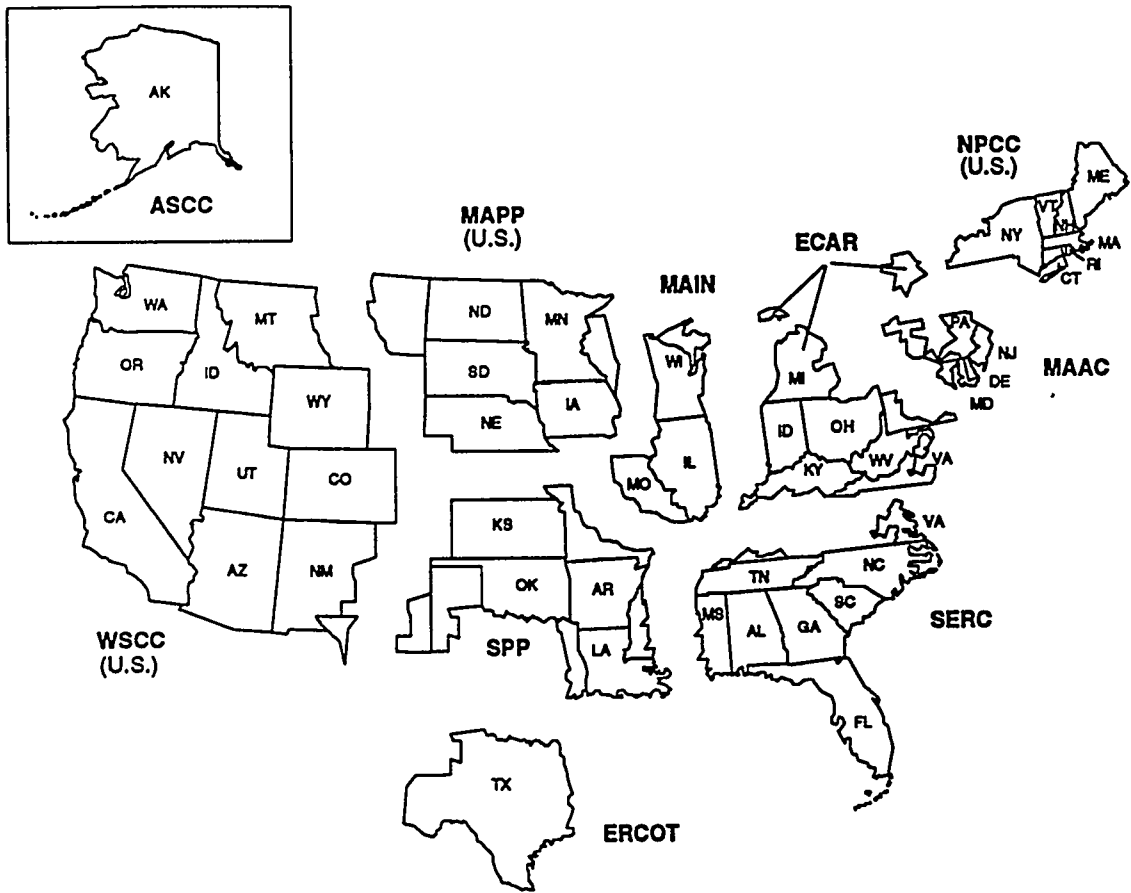 AK
ASCC
NPCC
(U.S.)
ME
VT
NH
NY
MA
RI
CT
MAPP
(U.S.)
ECAR
MAIN
WA
MT
OR
ID
WY
NV
UT
CO
CA
AZ
NM
WSCC
(U.S.)
ND
MN
SD
IA
NE
WI
IL
MO
MI
ID
OH
KY
WV
VA
PA
NJ
DE
MD
MAAC
KS
OK
AR
LA
SPP
VA
TN
NC
SC
MS
AL
GA
FL
SERC
TX
ERCOT